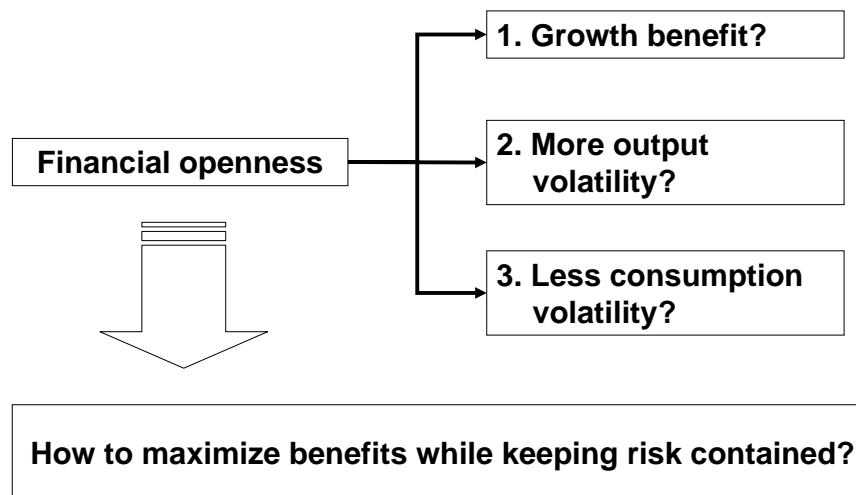 1. Growth benefit?
Financial openness
2. More output
volatility?
3. Less consumption
volatility?
How to maximize benefits while keeping risk contained?